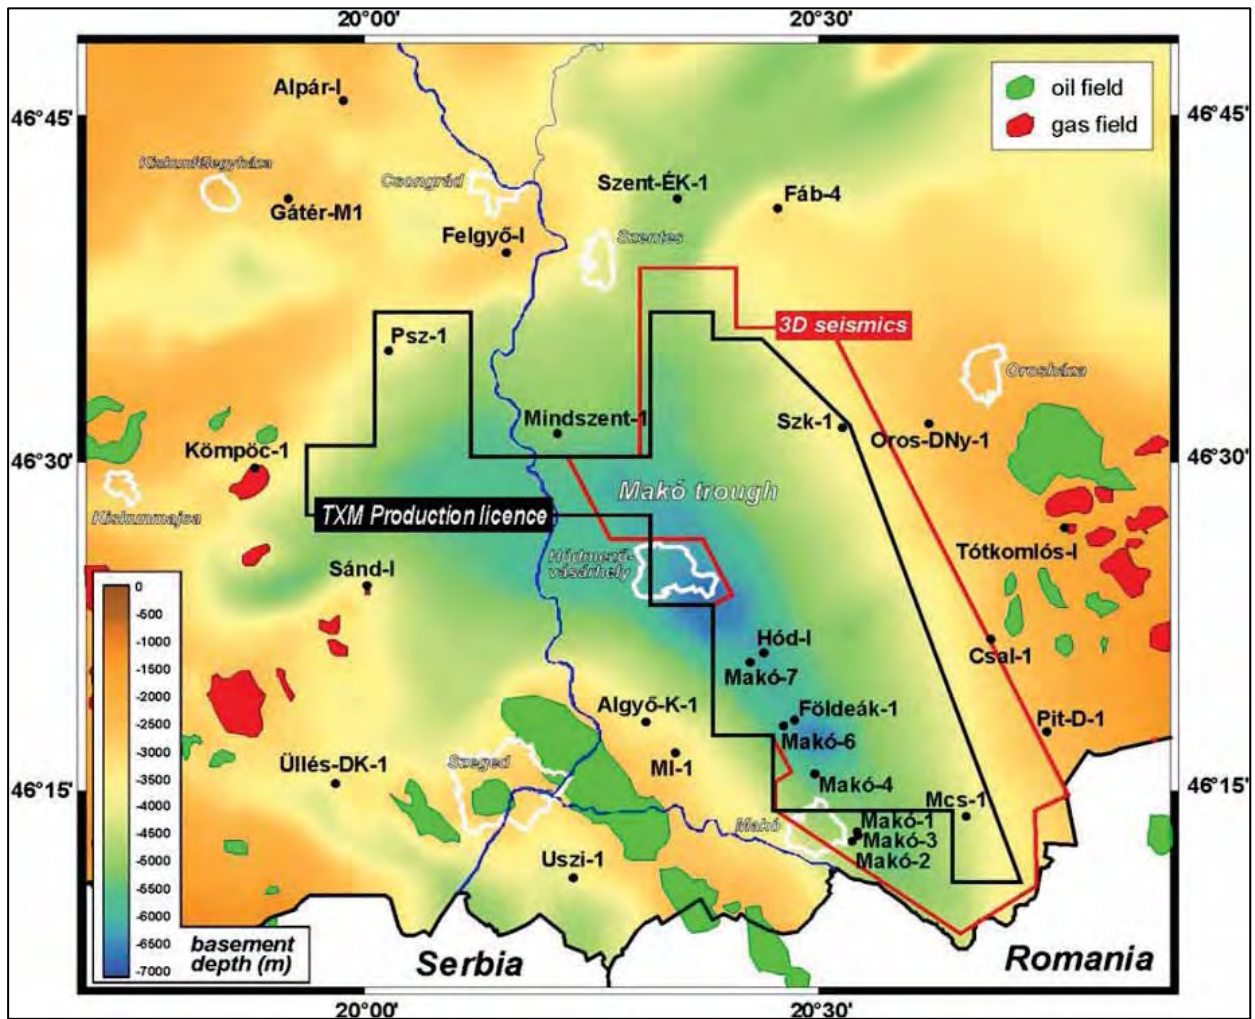 20°00'
20°30'
oil field
gas field
Alpár-I
46°45'
46°45'
Kiskunfélegyháza
Gátér-M1
Csongrád
Szent-ÉK-1
Fáb-4
Felgyő-I
Szentes
3D seismics
Psz-1
Orosháza
Mindszent-1
Szk-1
Oros-DNy-1
Kömpöc-1
46°30'
46°30'
Makó trough
Kiskunmajsa
TXM Production licence
Hódmező-
vásárhely
Tótkomlós-I
Sánd-I
0
-500
-1000
-1500
-2000
-2500
-3000
-3500
-4000
-4500
-5000
-5500
-6000
-6500
-7000
basement
depth (m)
Hód-I
Makó-7
Csal-1
Algyő-K-1
Földeák-1
Makó-6
Pit-D-1
MI-1
Szeged
Üllés-DK-1
46°15'
46°15'
Makó-4
Mcs-1
Makó
Makó-1
Makó-3
Makó-2
Uszi-1
Serbia
Romania
20°00'
20°30'